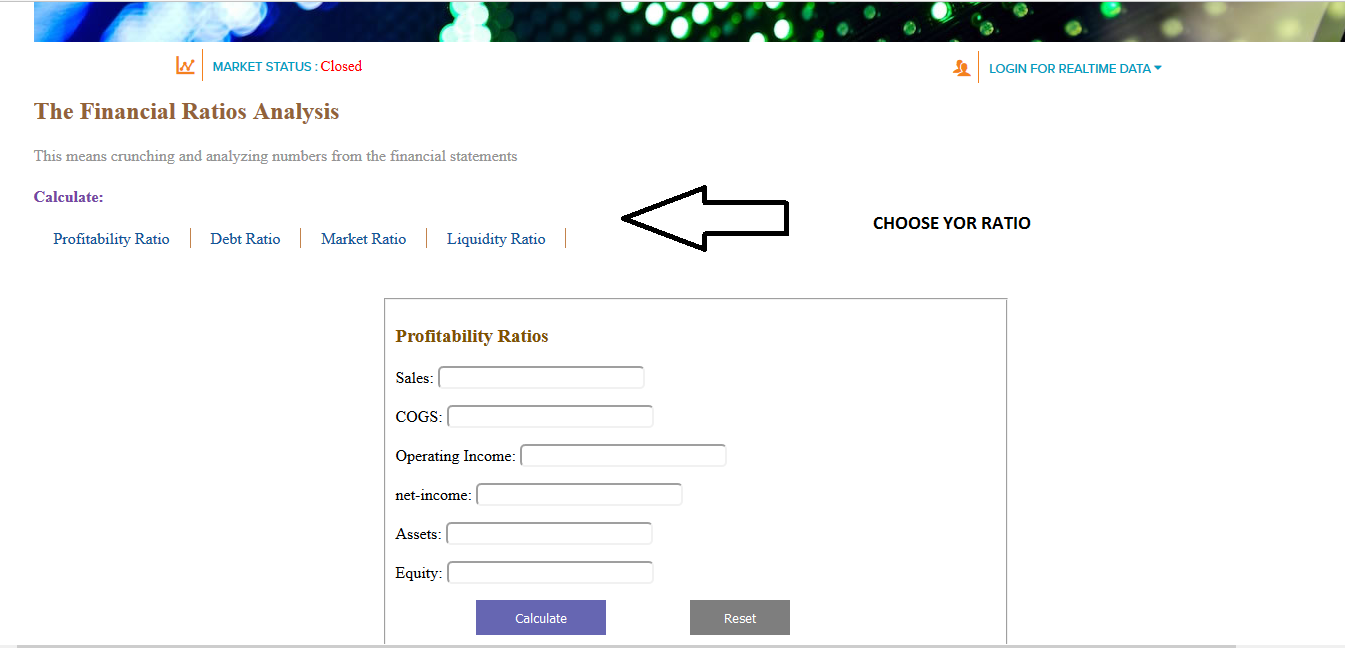 MARKET STATUS : Closed
LOGIN FOR REALTIME DATA
The Financial Ratios Analysis
This means crunching and analyzing numbers from the financial statements
Calculate:
CHOOSE YOR RATIO
Profitability Ratio
Debt Ratio
Market Ratio
Liquidity Ratio
Profitability Ratios
Sales:
COGS:
Operating Income:
net-income:
Assets:
Equity:
Calculate
Reset